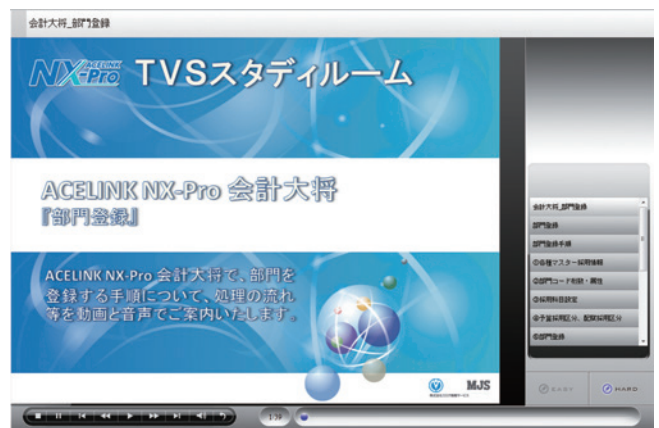 会計大将_部門登録
ACELINK
NX-Pro TVSスタディルーム
ACELINK NX-Pro 会計大将
『部門登録』
ACELINK NX-Pro 会計大将で、部門を
登録する手順について、処理の流れ
等を動画と音声でご案内いたします。
MJS
会計大将_部門登録
部門登録
部門登録手順
①各種マスター採用情報
②部門コード桁数・属性
③採用科目設定
④予算採用区分、配賦採用区分
⑤部門登録
EASY
HARD
1/39